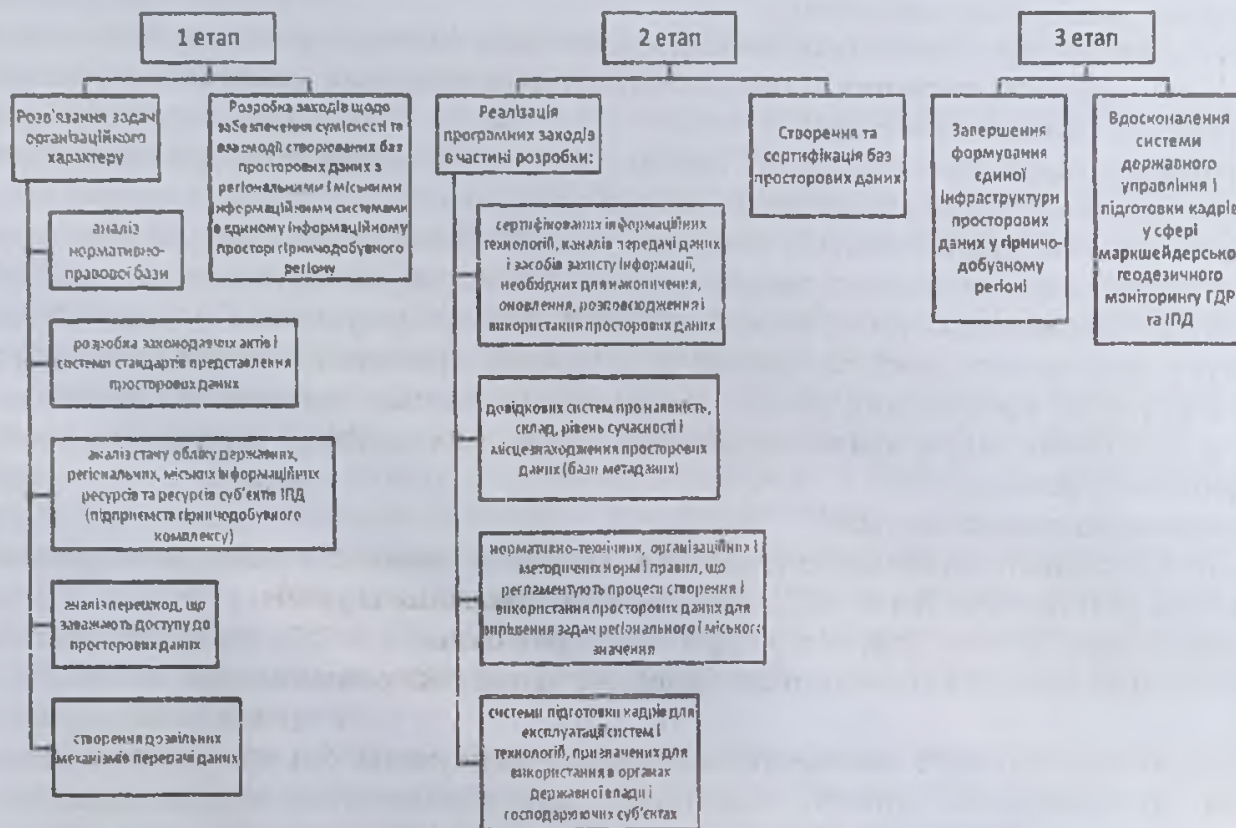 1 етап
Розв'язання задач
організаційного
характеру
аналіз
нормативно-
правової бази
розробка законодавчих актів і
системи стандартів представлення
просторових даних
аналіз стану обліку державних,
регіональних, міських інформаційних
ресурсів та ресурсів суб'єктів ІПД
(підприємств гірничодобувного
комплексу)
аналіз перешкод, що
заважають доступу до
просторових даних
створення дозвільних
механізмів передачі даних
Розробка заходів щодо
забезпечення сумісності та
взаємодії створюваних баз
просторових даних з
регіональними і міськими
інформаційними системами
в єдиному інформаційному
просторі гірничодобувного
регіону
2 етап
Реалізація
програмних заходів
в частині розробки:
сертифікованих інформаційних
технологій, каналів передачі даних
і засобів захисту інформації,
необхідних для накопичення,
оновлення, розповсюдження і
використання просторових даних
довідкових систем про наявність,
склад, рівень сучасності і
місцезнаходження просторових
даних (бази метаданих)
нормативно-технічних, організаційних і
методичних норм і правил, що
регламентують процеси створення і
використання просторових даних для
вирішення задач регіонального і міського
значення
системи підготовки кадрів для
експлуатації систем і
технологій, призначених для
використання в органах
державної влади і
господарюючих суб'єктах
Створення та
сертифікація баз
просторових даних
3 етап
Завершення
формування
єдиної
інфраструктури
просторових
даних у гірничо-
добувному
регіоні
Вдосконалення
системи
державного
управління і
підготовки кадрів
у сфері
маркшейдерсько-
геодезичного
моніторингу ГДР
та ІПД